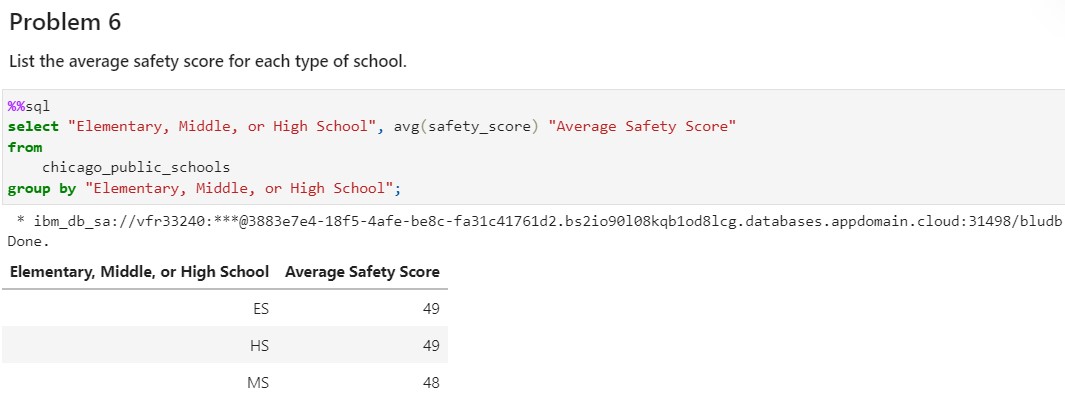 Problem 6
List the average safety score for each type of school.
%%sql
select "Elementary, Middle, or High School", avg(safety_score) "Average Safety Score"
from
    chicago_public_schools
group by "Elementary, Middle, or High School";
* ibm_db_sa://vfr33240:***@3883e7e4-18f5-4afe-be8c-fa31c41761d2.bs2io90l08kqb1od8lcg.databases.appdomain.cloud:31498/bludb
Done.
Elementary, Middle, or High School Average Safety Score
ES 49
HS 49
MS 48